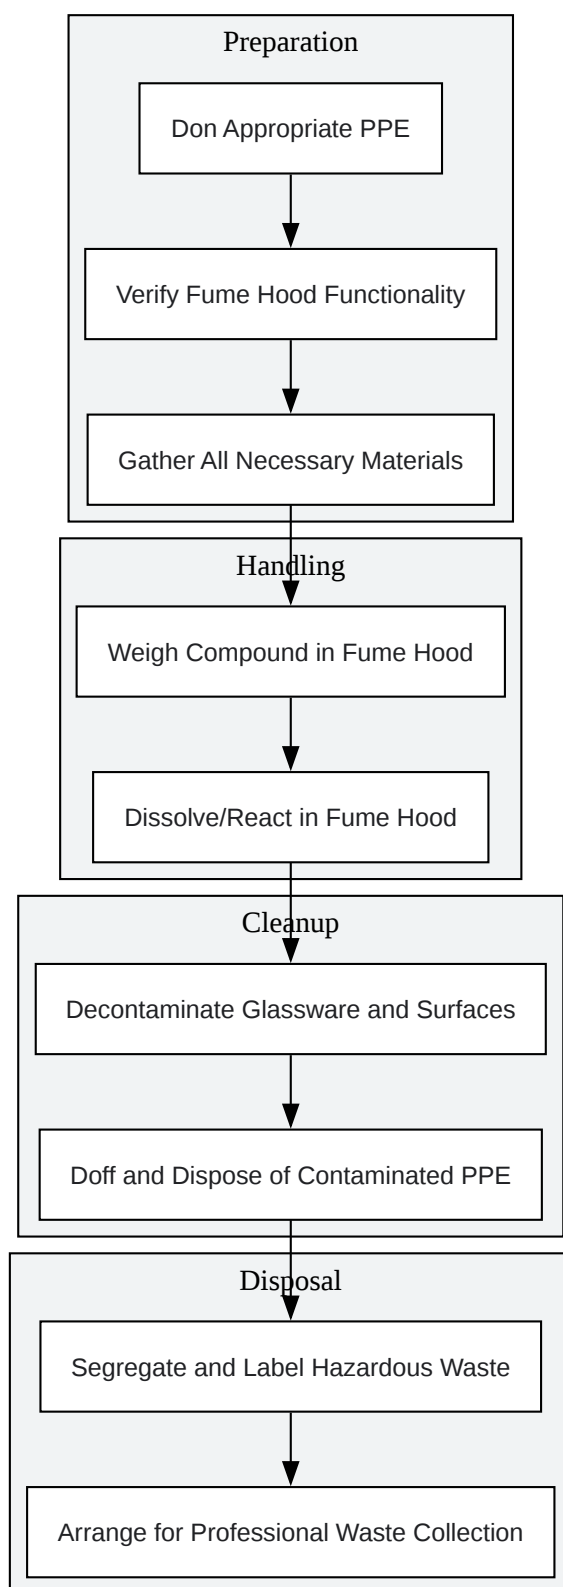 Preparation
Don Appropriate PPE
Verify Fume Hood Functionality
Gather All Necessary Materials
Handling
Weigh Compound in Fume Hood
Dissolve/React in Fume Hood
Cleanup
Decontaminate Glassware and Surfaces
Doff and Dispose of Contaminated PPE
Disposal
Segregate and Label Hazardous Waste
Arrange for Professional Waste Collection